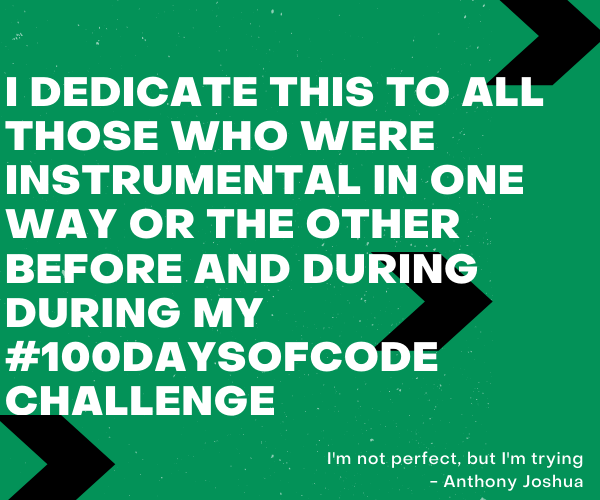 I DEDICATE THIS TO ALL
THOSE WHO WERE
INSTRUMENTAL IN ONE
WAY OR THE OTHER
BEFORE AND DURING
DURING MY
#100DAYSOFCODE
CHALLENGE
I'm not perfect, but I'm trying
– Anthony Joshua